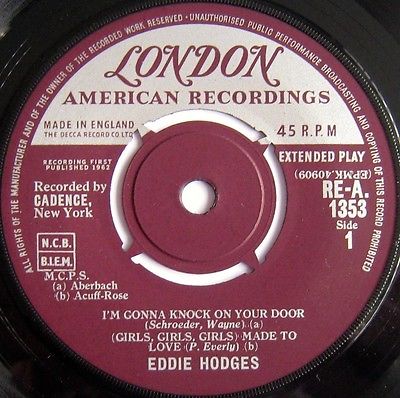 ALL RIGHTS OF THE MANUFACTURER AND OF THE OWNER OF THE RECORDED WORK RESERVED · UNAUTHORISED PUBLIC PERFORMANCE BROADCASTING AND COPYING OF THIS RECORD PROHIBITED
LONDON
AMERICAN RECORDINGS
MADE IN ENGLAND
THE DECCA RECORD CO LTD
45 R.P.M
RECORDING FIRST
PUBLISHED 1962
EXTENDED PLAY
(EPMK.40909)
Recorded by
CADENCE,
New York
RE-A.
1353
Side
1
N.C.B.
B.I.E.M.
M.C.P.S.
(a) Aberbach
(b) Acuff-Rose
I'M GONNA KNOCK ON YOUR DOOR
(Schroeder, Wayne) (a)
(GIRLS, GIRLS, GIRLS) MADE TO
LOVE (P. Everly) (b)
EDDIE HODGES